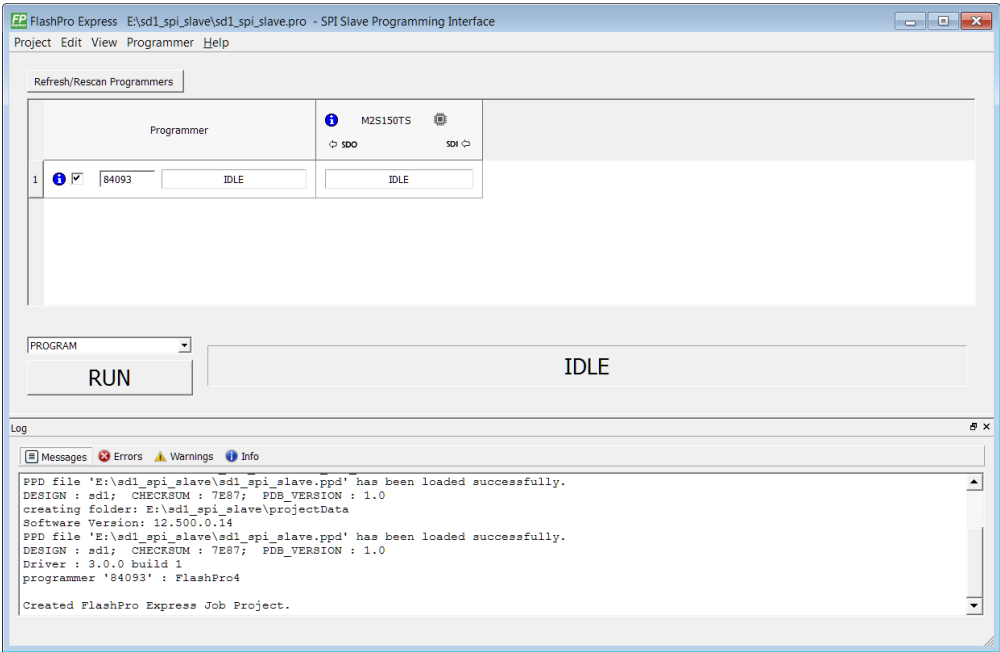 FP FlashPro Express E:\sd1_spi_slave\sd1_spi_slave.pro - SPI Slave Programming Interface
Project Edit View Programmer Help
Refresh/Rescan Programmers
Programmer
M2S150TS
SDO SDI
1 84093 IDLE IDLE
PROGRAM
RUN
IDLE
Log
Messages Errors Warnings Info
PPD file 'E:\sd1_spi_slave\sd1_spi_slave.ppd' has been loaded successfully.
DESIGN : sd1; CHECKSUM : 7E87; PDB_VERSION : 1.0
creating folder: E:\sd1_spi_slave\projectData
Software Version: 12.500.0.14
PPD file 'E:\sd1_spi_slave\sd1_spi_slave.ppd' has been loaded successfully.
DESIGN : sd1; CHECKSUM : 7E87; PDB_VERSION : 1.0
Driver : 3.0.0 build 1
programmer '84093' : FlashPro4
Created FlashPro Express Job Project.